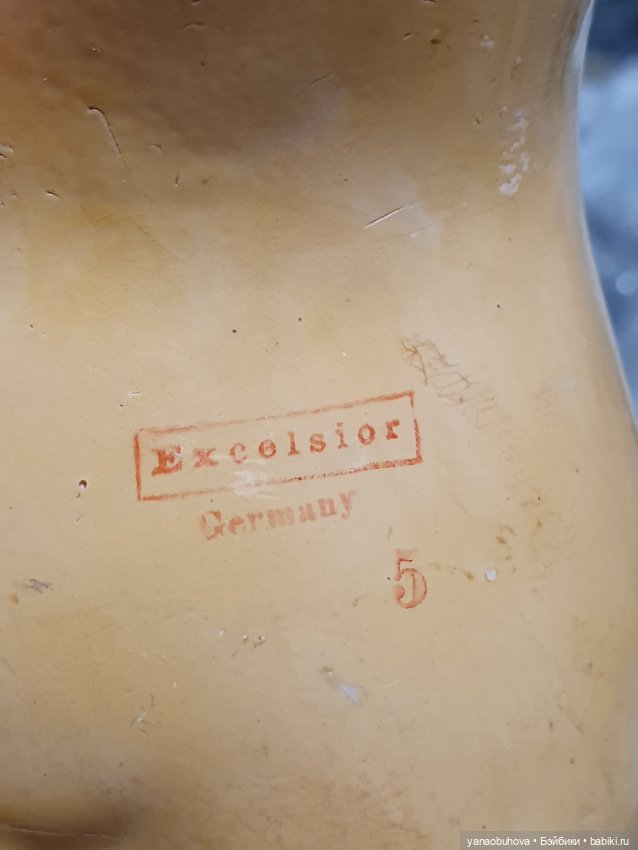 Excelsior
Germany
5
yanaobuhova • Бэйбики • babiki.ru